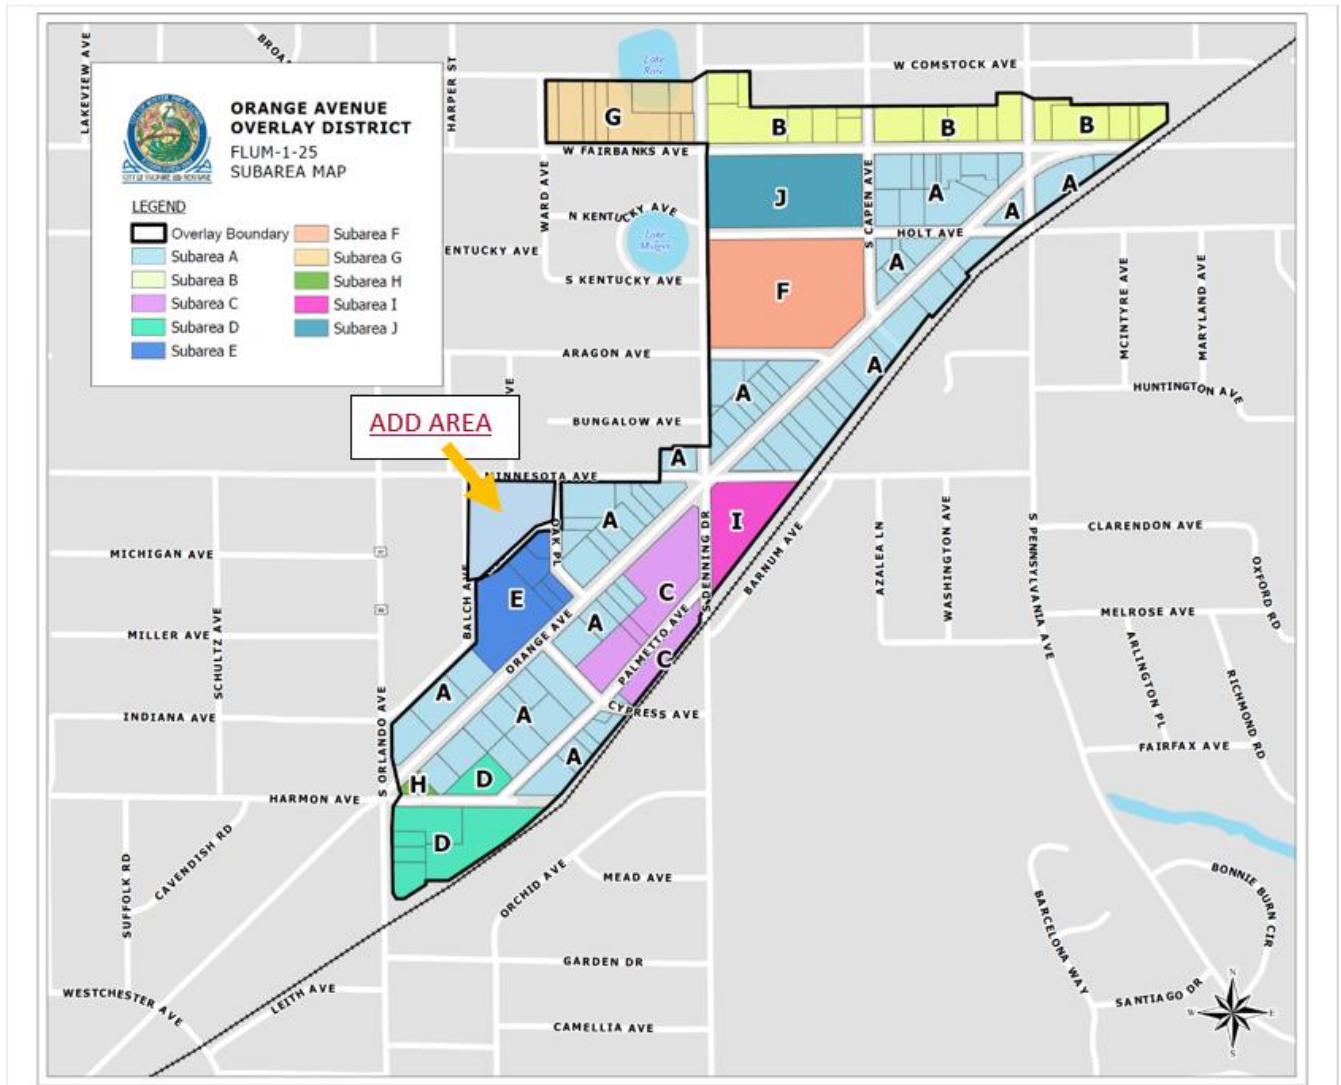 LAKEVIEW AVE
HARPER ST
Lake
Rose
W COMSTOCK AVE
ORANGE AVENUE
OVERLAY DISTRICT
FLUM-1-25
SUBAREA MAP
LEGEND
Overlay Boundary
Subarea A
Subarea B
Subarea C
Subarea D
Subarea E
Subarea F
Subarea G
Subarea H
Subarea I
Subarea J
G
B
B
B
W FAIRBANKS AVE
WARD AVE
N KENTUCKY AVE
Lake
ENTUCKY AVE
S KENTUCKY AVE
J
S CAPEN AVE
A
A
A
HOLT AVE
A
F
MCINTYRE AVE
MARYLAND AVE
ARAGON AVE
A
A
HUNTINGTON AVE
VE
ADD AREA
BUNGALOW AVE
A
MINNESOTA AVE
A
I
OAK PL
S DENNING DR
BARNUM AVE
AZALEA LN
WASHINGTON AVE
S PENNSYLVANIA AVE
CLARENDON AVE
OXFORD RD
MICHIGAN AVE
BALCH AVE
E
C
A
ORANGE AVE
PALMETTO AVE
C
MELROSE AVE
ARLINGTON PL
RICHMOND RD
MILLER AVE
SCHULTZ AVE
A
A
CYPRESS AVE
INDIANA AVE
S ORLANDO AVE
FAIRFAX AVE
A
H
D
HARMON AVE
D
SUFFOLK RD
CAVENDISH RD
ORCHID AVE
MEAD AVE
BONNIE BURN CIR
BARCELONA WAY
GARDEN DR
WESTCHESTER AVE
LEITH AVE
SANTIAGO DR
CAMELLIA AVE
N
W
E
S